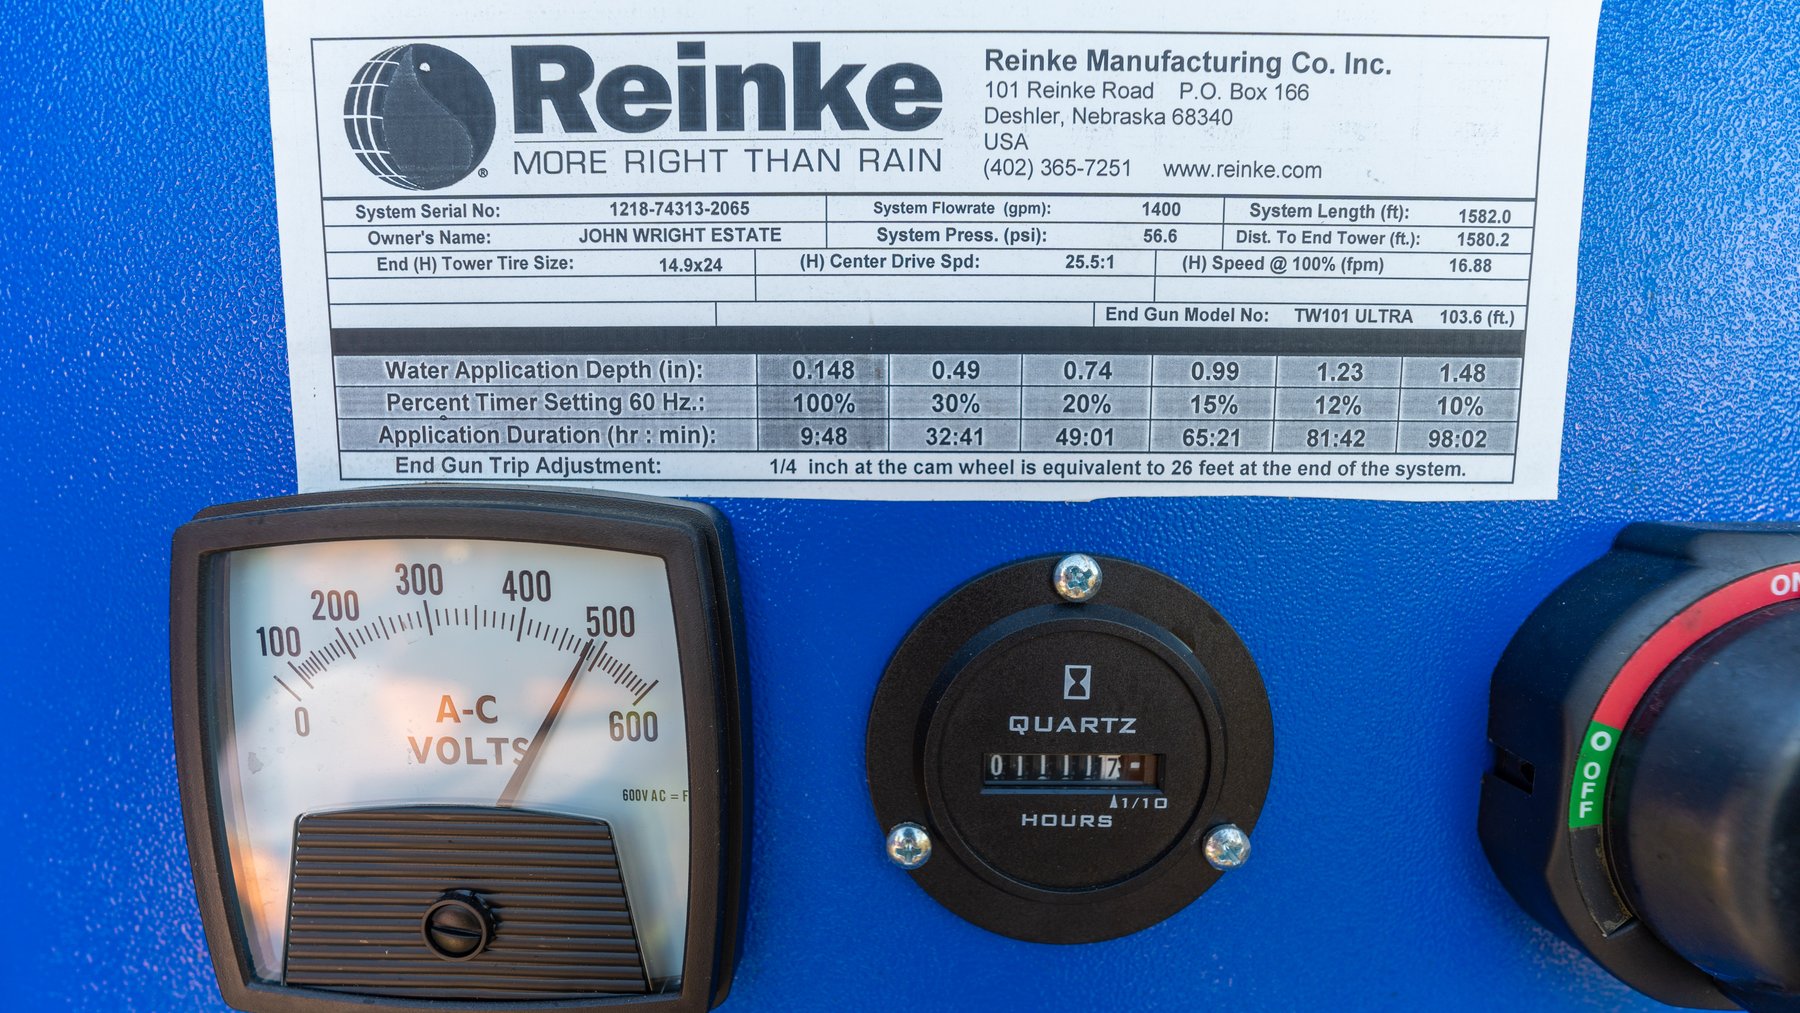 Reinke
MORE RIGHT THAN RAIN
®
Reinke Manufacturing Co. Inc.
101 Reinke Road P.O. Box 166
Deshler, Nebraska 68340
USA
(402) 365-7251 www.reinke.com
System Serial No: 1218-74313-2065 System Flowrate (gpm): 1400 System Length (ft): 1582.0
Owner's Name: JOHN WRIGHT ESTATE System Press. (psi): 56.6 Dist. To End Tower (ft.): 1580.2
End (H) Tower Tire Size: 14.9x24 (H) Center Drive Spd: 25.5:1 (H) Speed @ 100% (fpm) 16.88
End Gun Model No: TW101 ULTRA 103.6 (ft.)
Water Application Depth (in): 0.148 0.49 0.74 0.99 1.23 1.48
Percent Timer Setting 60 Hz.: 100% 30% 20% 15% 12% 10%
Application Duration (hr : min): 9:48 32:41 49:01 65:21 81:42 98:02
End Gun Trip Adjustment: 1/4 inch at the cam wheel is equivalent to 26 feet at the end of the system.
0 100 200 300 400 500 600
A-C
VOLTS
600V AC = F
QUARTZ
1/10
HOURS
ON
O OFF